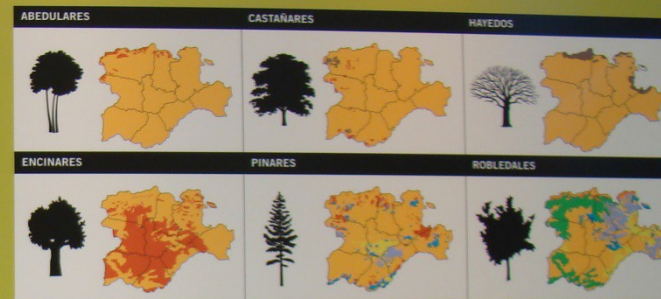 ABEDULARES
CASTAÑARES
HAYEDOS
ENCINARES
PINARES
ROBLEDALES